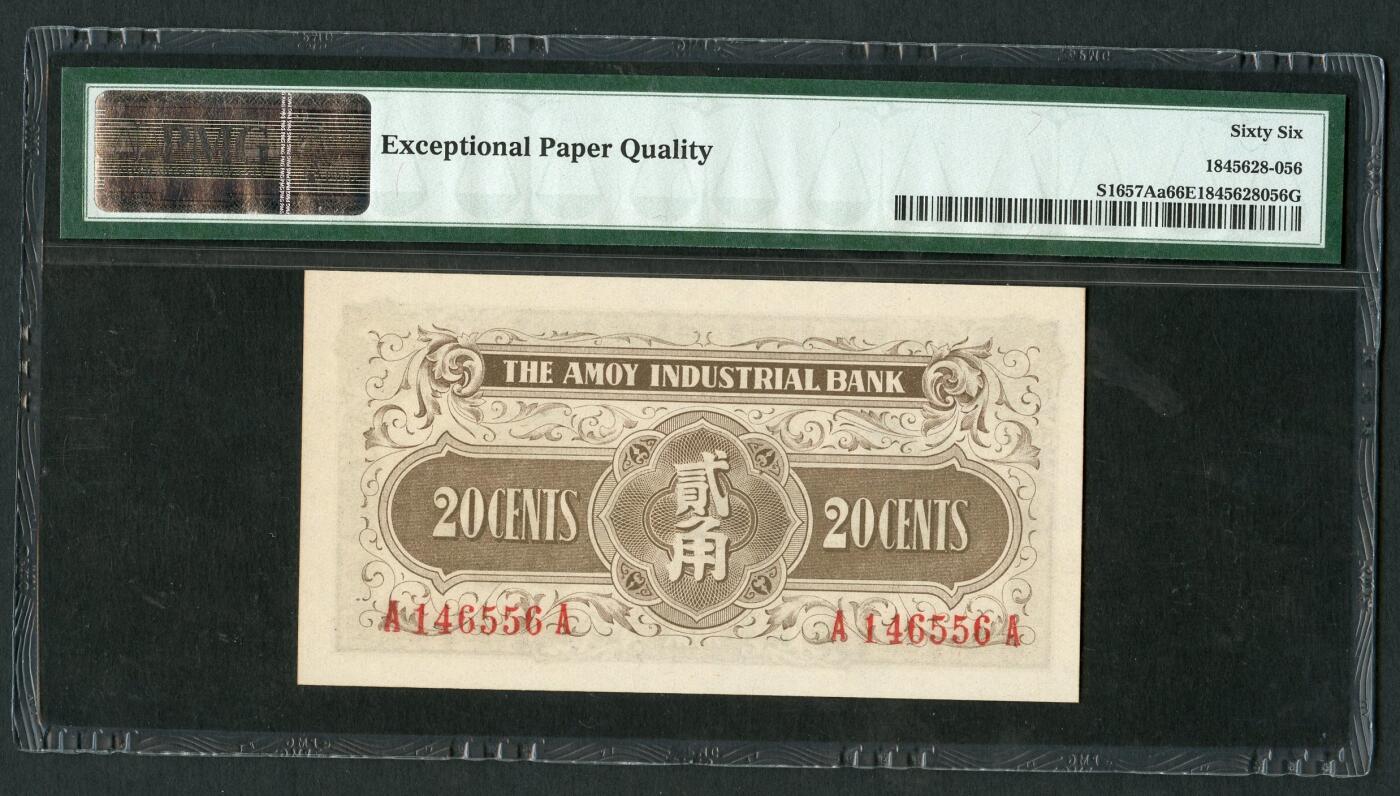 PMG
Exceptional Paper Quality
Sixty Six
1845628-056
S1657Aa66E1845628056G
THE AMOY INDUSTRIAL BANK
20 CENTS
貳角
20 CENTS
A 146556 A
A 146556 A